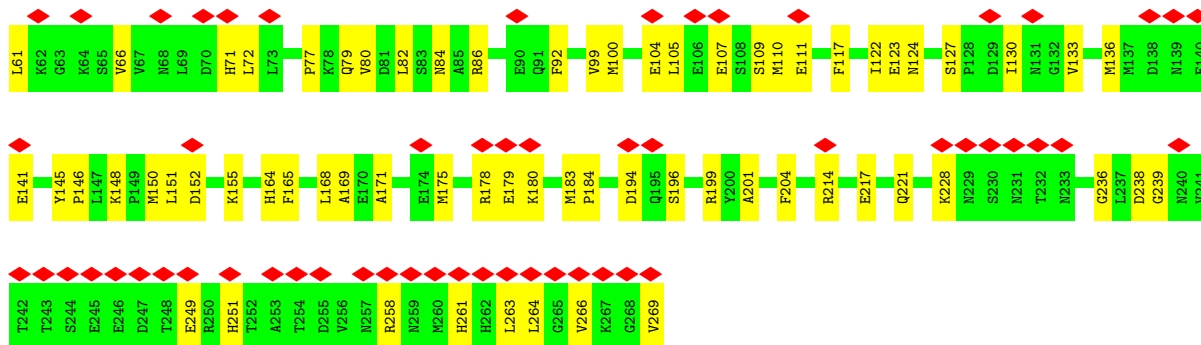 L61 K62 G63 K64 S65 V66 V67 N68 L69 D70 H71 L72 L73 P77 K78 Q79 V80 D81 L82 S83 N84 A85 R86 E90 Q91 F92 V99 M100 E104 L105 E106 E107 S108 S109 M110 E111 F117 I122 E123 N124 S127 P128 D129 I130 N131 G132 V133 M136 M137 D138 N139
E141 Y145 P146 L147 K148 P149 M150 L151 D152 K155 H164 F165 L168 A169 E170 A171 E174 M175 R178 E179 K180 M183 P184 D194 Q195 S196 R199 Y200 A201 F204 R214 E217 Q221 K228 N229 S230 N231 T232 N233 G236 L237 D238 G239 N240
T242 T243 S244 E245 E246 D247 T248 E249 R250 H251 T252 A253 T254 D255 V256 N257 R258 N259 M260 H261 H262 L263 L264 G265 V266 K267 G268 V269